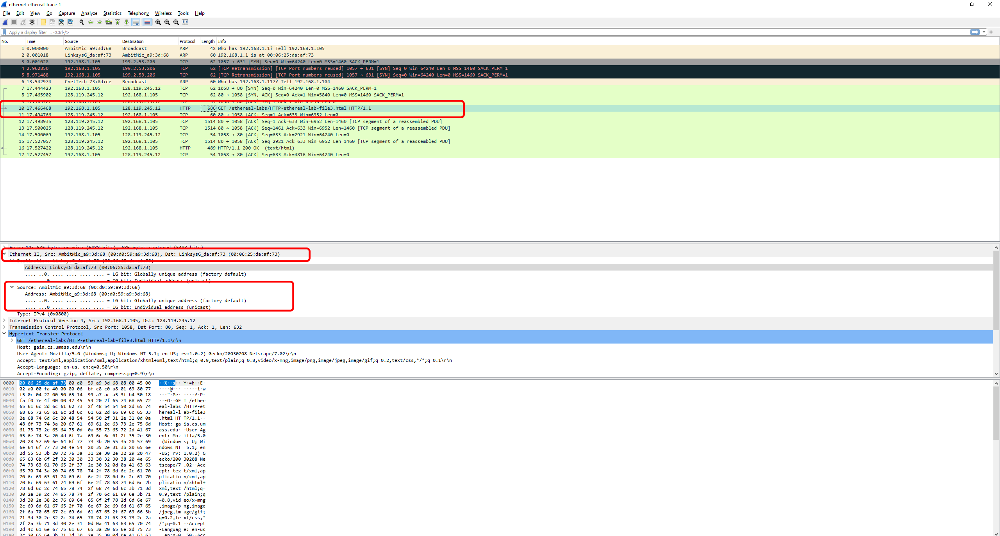 ethernet-ethereal-trace-1
File Edit View Go Capture Analyze Statistics Telephony Wireless Tools Help
Apply a display filter ... <Ctrl-/>
No. Time Source Destination Protocol Length Info
1 0.000000 AmbitMic_a9:3d:68 Broadcast ARP 42 Who has 192.168.1.1? Tell 192.168.1.105
2 0.001018 LinksysG_da:af:73 AmbitMic_a9:3d:68 ARP 60 192.168.1.1 is at 00:06:25:da:af:73
3 0.001028 192.168.1.105 199.2.53.206 TCP 62 1057 → 631 [SYN] Seq=0 Win=64240 Len=0 MSS=1460 SACK_PERM=1
4 2.962850 192.168.1.105 199.2.53.206 TCP 62 [TCP Retransmission] [TCP Port numbers reused] 1057 → 631 [SYN] Seq=0 Win=64240 Len=0 MSS=1460 SACK_PERM=1
5 8.971488 192.168.1.105 199.2.53.206 TCP 62 [TCP Retransmission] [TCP Port numbers reused] 1057 → 631 [SYN] Seq=0 Win=64240 Len=0 MSS=1460 SACK_PERM=1
6 13.542974 CnetTech_73:8d:ce Broadcast ARP 60 Who has 192.168.1.117? Tell 192.168.1.104
7 17.444423 192.168.1.105 128.119.245.12 TCP 62 1058 → 80 [SYN] Seq=0 Win=64240 Len=0 MSS=1460 SACK_PERM=1
8 17.465902 128.119.245.12 192.168.1.105 TCP 62 80 → 1058 [SYN, ACK] Seq=0 Ack=1 Win=5840 Len=0 MSS=1460 SACK_PERM=1
9 17.465927 192.168.1.105 128.119.245.12 TCP 54 1058 → 80 [ACK] Seq=1 Ack=1 Win=64240 Len=0
10 17.466468 192.168.1.105 128.119.245.12 HTTP 686 GET /ethereal-labs/HTTP-ethereal-lab-file3.html HTTP/1.1
11 17.494766 128.119.245.12 192.168.1.105 TCP 60 80 → 1058 [ACK] Seq=1 Ack=633 Win=6952 Len=0
12 17.498935 128.119.245.12 192.168.1.105 TCP 1514 80 → 1058 [ACK] Seq=1 Ack=633 Win=6952 Len=1460 [TCP segment of a reassembled PDU]
13 17.500025 128.119.245.12 192.168.1.105 TCP 1514 80 → 1058 [ACK] Seq=1461 Ack=633 Win=6952 Len=1460 [TCP segment of a reassembled PDU]
14 17.500069 192.168.1.105 128.119.245.12 TCP 54 1058 → 80 [ACK] Seq=633 Ack=2921 Win=64240 Len=0
15 17.527057 128.119.245.12 192.168.1.105 TCP 1514 80 → 1058 [ACK] Seq=2921 Ack=633 Win=6952 Len=1460 [TCP segment of a reassembled PDU]
16 17.527422 128.119.245.12 192.168.1.105 HTTP 489 HTTP/1.1 200 OK (text/html)
17 17.527457 192.168.1.105 128.119.245.12 TCP 54 1058 → 80 [ACK] Seq=633 Ack=4816 Win=64240 Len=0
Frame 10: 686 bytes on wire (5488 bits), 686 bytes captured (5488 bits)
Ethernet II, Src: AmbitMic_a9:3d:68 (00:d0:59:a9:3d:68), Dst: LinksysG_da:af:73 (00:06:25:da:af:73)
Destination: LinksysG_da:af:73 (00:06:25:da:af:73)
Address: LinksysG_da:af:73 (00:06:25:da:af:73)
.... ..0. .... .... .... .... = LG bit: Globally unique address (factory default)
.... ...0 .... .... .... .... = IG bit: Individual address (unicast)
Source: AmbitMic_a9:3d:68 (00:d0:59:a9:3d:68)
Address: AmbitMic_a9:3d:68 (00:d0:59:a9:3d:68)
.... ..0. .... .... .... .... = LG bit: Globally unique address (factory default)
.... ...0 .... .... .... .... = IG bit: Individual address (unicast)
Type: IPv4 (0x0800)
Internet Protocol Version 4, Src: 192.168.1.105, Dst: 128.119.245.12
Transmission Control Protocol, Src Port: 1058, Dst Port: 80, Seq: 1, Ack: 1, Len: 632
Hypertext Transfer Protocol
GET /ethereal-labs/HTTP-ethereal-lab-file3.html HTTP/1.1\r\n
Host: gaia.cs.umass.edu\r\n
User-Agent: Mozilla/5.0 (Windows; U; Windows NT 5.1; en-US; rv:1.0.2) Gecko/20030208 Netscape/7.02\r\n
Accept: text/xml,application/xml,application/xhtml+xml,text/html;q=0.9,text/plain;q=0.8,video/x-mng,image/png,image/jpeg,image/gif;q=0.2,text/css,*/*;q=0.1\r\n
Accept-Language: en-us, en;q=0.50\r\n
Accept-Encoding: gzip, deflate, compress;q=0.9\r\n
0000 00 06 25 da af 73 00 d0 59 a9 3d 68 08 00 45 00 ··%··s·· Y·=h··E·
0010 02 a0 00 fa 40 00 80 06 bf c8 c0 a8 01 69 80 77 ····@··· ·····i·w
0020 f5 0c 04 22 00 50 65 14 99 a7 ac a5 3f b4 50 18 ···"·Pe· ····?·P·
0030 fa f0 7e 4f 00 00 47 45 54 20 2f 65 74 68 65 72 ··~O··GE T /ether
0040 65 61 6c 2d 6c 61 62 73 2f 48 54 54 50 2d 65 74 eal-labs /HTTP-et
0050 68 65 72 65 61 6c 2d 6c 61 62 2d 66 69 6c 65 33 hereal-l ab-file3
0060 2e 68 74 6d 6c 20 48 54 54 50 2f 31 2e 31 0d 0a .html HT TP/1.1··
0070 48 6f 73 74 3a 20 67 61 69 61 2e 63 73 2e 75 6d Host: ga ia.cs.um
0080 61 73 73 2e 65 64 75 0d 0a 55 73 65 72 2d 41 67 ass.edu· ·User-Ag
0090 65 6e 74 3a 20 4d 6f 7a 69 6c 6c 61 2f 35 2e 30 ent: Moz illa/5.0
00a0 20 28 57 69 6e 64 6f 77 73 3b 20 55 3b 20 57 69 (Window s; U; Wi
00b0 6e 64 6f 77 73 20 4e 54 20 35 2e 31 3b 20 65 6e ndows NT 5.1; en
00c0 2d 55 53 3b 20 72 76 3a 31 2e 30 2e 32 29 20 47 -US; rv: 1.0.2) G
00d0 65 63 6b 6f 2f 32 30 30 33 30 32 30 38 20 4e 65 ecko/200 30208 Ne
00e0 74 73 63 61 70 65 2f 37 2e 30 32 0d 0a 41 63 63 tscape/7 .02··Acc
00f0 65 70 74 3a 20 74 65 78 74 2f 78 6d 6c 2c 61 70 ept: tex t/xml,ap
0100 70 6c 69 63 61 74 69 6f 6e 2f 78 6d 6c 2c 61 70 plicatio n/xml,ap
0110 70 6c 69 63 61 74 69 6f 6e 2f 78 68 74 6d 6c 2b plicatio n/xhtml+
0120 78 6d 6c 2c 74 65 78 74 2f 68 74 6d 6c 3b 71 3d xml,text /html;q=
0130 30 2e 39 2c 74 65 78 74 2f 70 6c 61 69 6e 3b 71 0.9,text /plain;q
0140 3d 30 2e 38 2c 76 69 64 65 6f 2f 78 2d 6d 6e 67 =0.8,vid eo/x-mng
0150 2c 69 6d 61 67 65 2f 70 6e 67 2c 69 6d 61 67 65 ,image/p ng,image
0160 2f 6a 70 65 67 2c 69 6d 61 67 65 2f 67 69 66 3b /jpeg,im age/gif;
0170 71 3d 30 2e 32 2c 74 65 78 74 2f 63 73 73 2c 2a q=0.2,te xt/css,*
0180 2f 2a 3b 71 3d 30 2e 31 0d 0a 41 63 63 65 70 74 /*;q=0.1 ··Accept
0190 2d 4c 61 6e 67 75 61 67 65 3a 20 65 6e 2d 75 73 -Languag e: en-us
01a0 2c 20 65 6e 3b 71 3d 30 2e 35 30 0d 0a 41 63 63 , en;q=0 .50··Acc